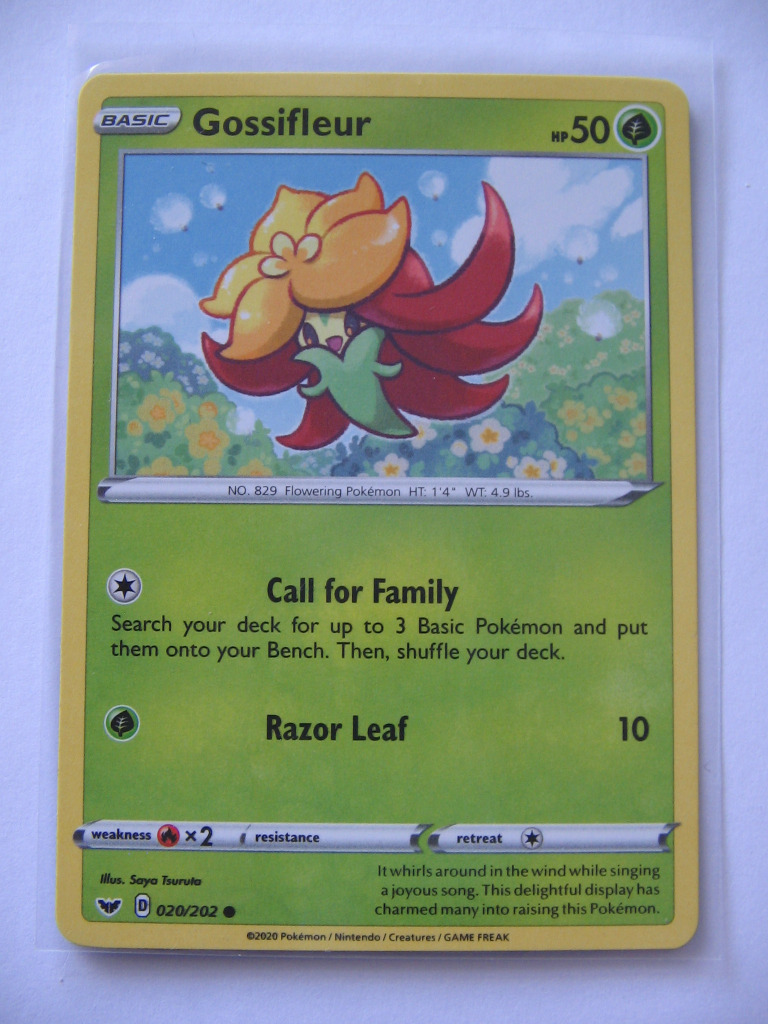 BASIC Gossifleur HP 50
NO. 829 Flowering Pokémon HT: 1'4" WT: 4.9 lbs.
Call for Family
Search your deck for up to 3 Basic Pokémon and put
them onto your Bench. Then, shuffle your deck.
Razor Leaf 10
weakness ×2 resistance retreat
Illus. Saya Tsuruta
It whirls around in the wind while singing
a joyous song. This delightful display has
charmed many into raising this Pokémon.
D 020/202
©2020 Pokémon / Nintendo / Creatures / GAME FREAK